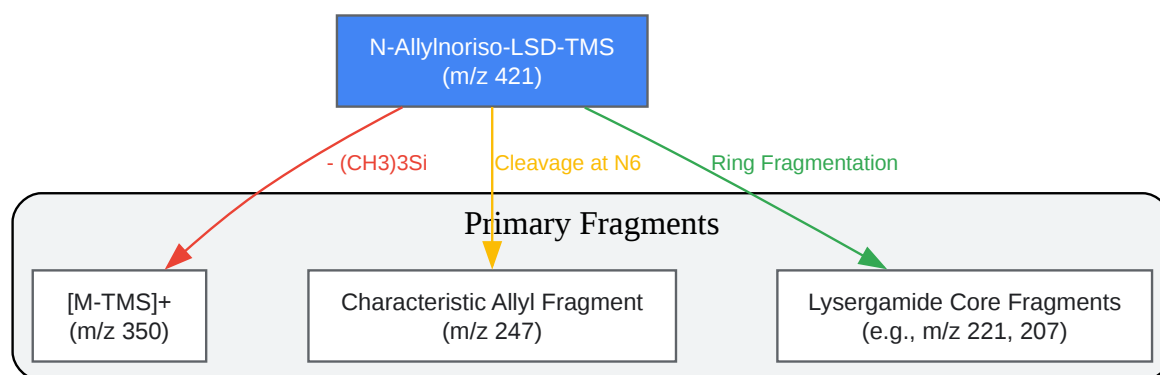 N-Allylnoriso-LSD-TMS
(m/z 421)
- (CH3)3Si
Cleavage at N6
Ring Fragmentation
Primary Fragments
[M-TMS]+
(m/z 350)
Characteristic Allyl Fragment
(m/z 247)
Lysergamide Core Fragments
(e.g., m/z 221, 207)